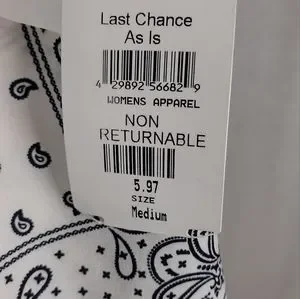 Last Chance
As Is
4 29892 56682 9
WOMENS APPAREL
NON
RETURNABLE
5.97
SIZE
Medium